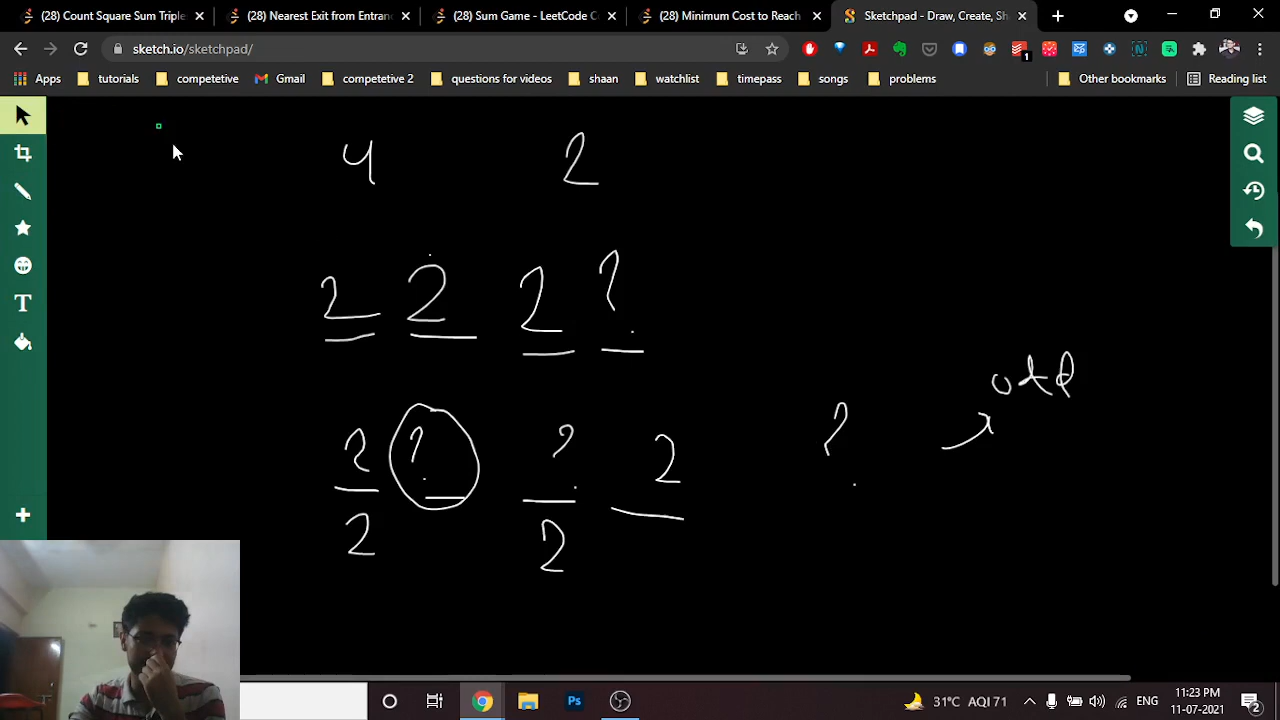 (28) Count Square Sum Triple
(28) Nearest Exit from Entran
(28) Sum Game - LeetCode C
(28) Minimum Cost to Reach
Sketchpad - Draw, Create, Sh
sketch.io/sketchpad/
1
Apps tutorials competetive Gmail competetive 2 questions for videos shaan watchlist timepass songs problems Other bookmarks Reading list
4 2
2 2 2 ?
odd
? ? ? 2 ?
2 2
T
31°C AQI 71 ENG 11:23 PM
11-07-2021
2
Ps